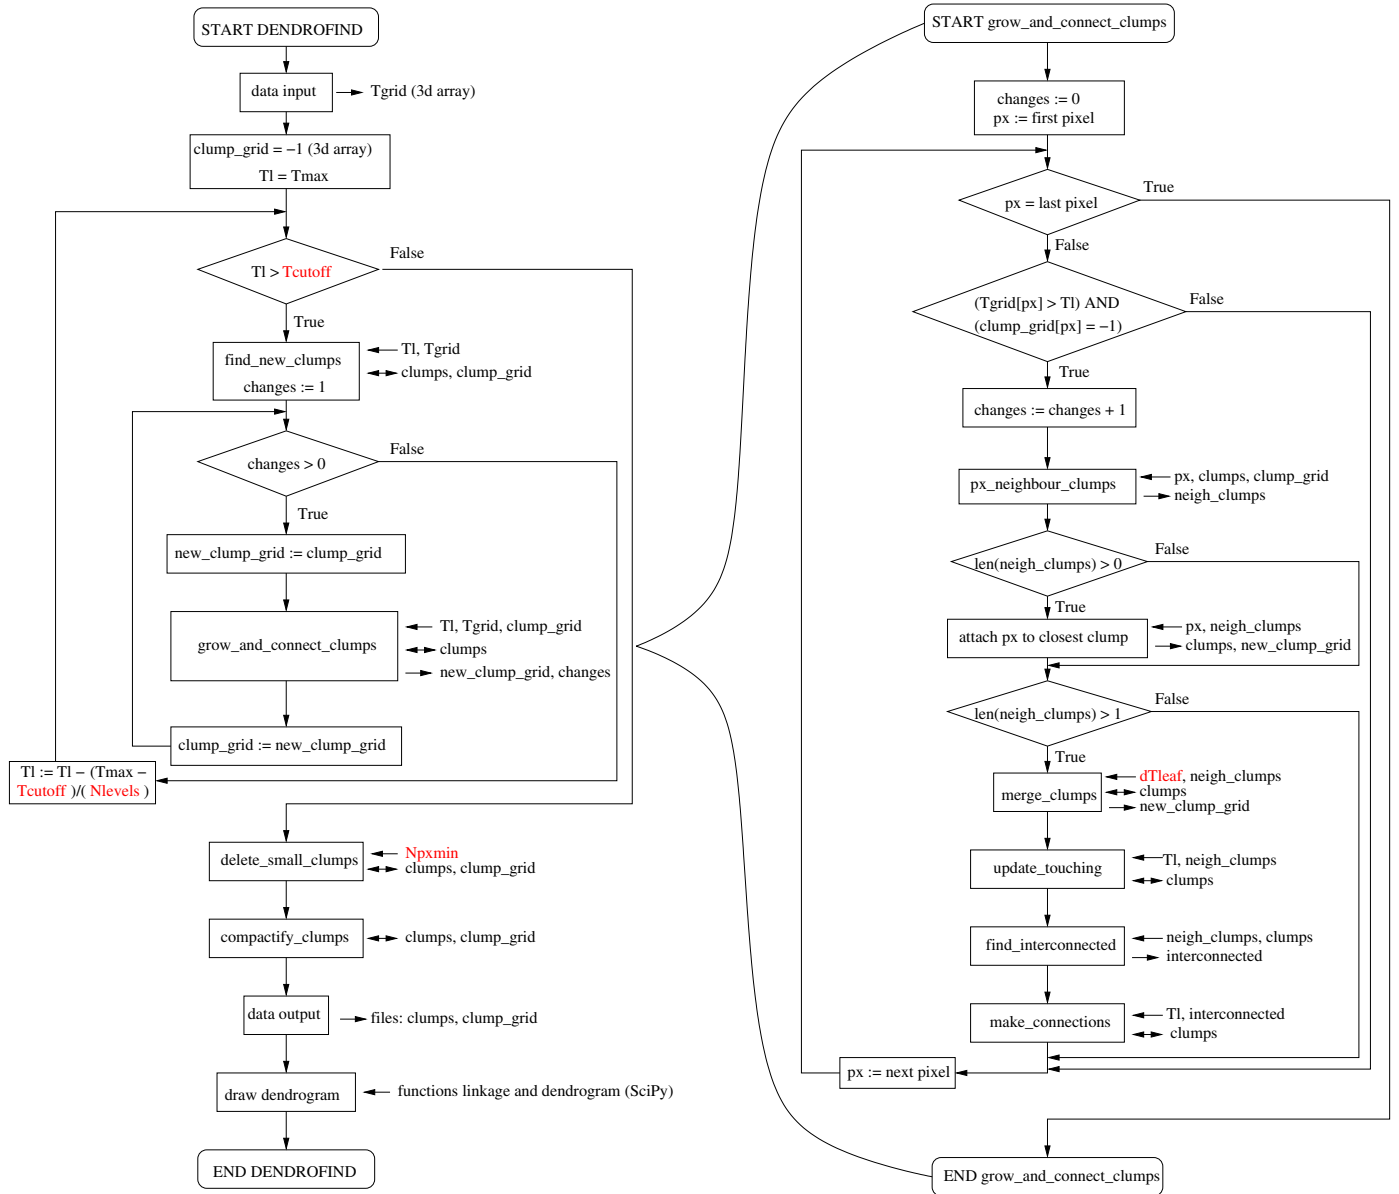 START DENDROFIND
data input
Tgrid (3d array)
clump_grid = −1 (3d array)
Tl = Tmax
Tl > Tcutoff
False
True
find_new_clumps
changes := 1
Tl, Tgrid
clumps, clump_grid
changes > 0
False
True
new_clump_grid := clump_grid
grow_and_connect_clumps
Tl, Tgrid, clump_grid
clumps
new_clump_grid, changes
clump_grid := new_clump_grid
Tl := Tl − (Tmax −
Tcutoff )/( Nlevels )
delete_small_clumps
Npxmin
clumps, clump_grid
compactify_clumps
clumps, clump_grid
data output
files: clumps, clump_grid
draw dendrogram
functions linkage and dendrogram (SciPy)
END DENDROFIND
START grow_and_connect_clumps
changes := 0
px := first pixel
px = last pixel
True
False
(Tgrid[px] > Tl) AND
(clump_grid[px] = −1)
False
True
changes := changes + 1
px_neighbour_clumps
px, clumps, clump_grid
neigh_clumps
len(neigh_clumps) > 0
False
True
attach px to closest clump
px, neigh_clumps
clumps, new_clump_grid
len(neigh_clumps) > 1
False
True
merge_clumps
dTleaf, neigh_clumps
clumps
new_clump_grid
update_touching
Tl, neigh_clumps
clumps
find_interconnected
neigh_clumps, clumps
interconnected
make_connections
Tl, interconnected
clumps
px := next pixel
END grow_and_connect_clumps